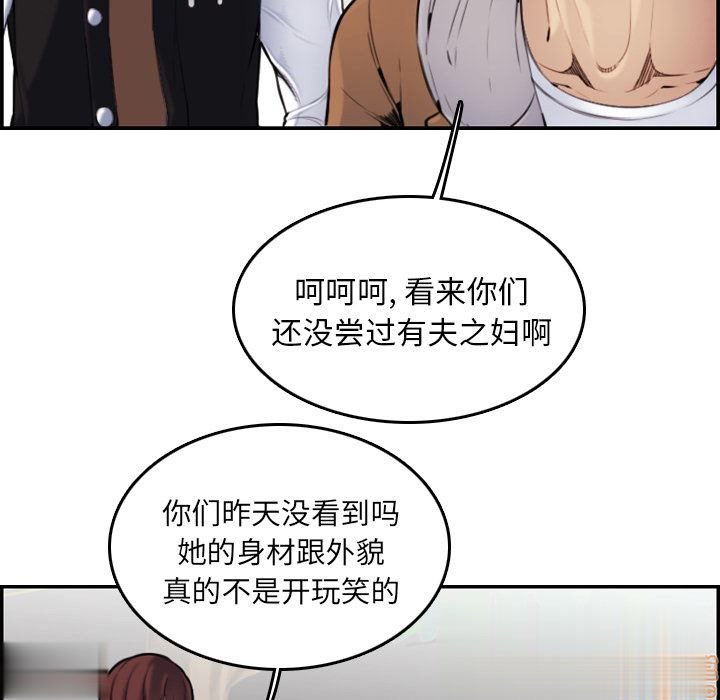 呵呵呵, 看来你们
还没尝过有夫之妇啊
你们昨天没看到吗
她的身材跟外貌
真的不是开玩笑的